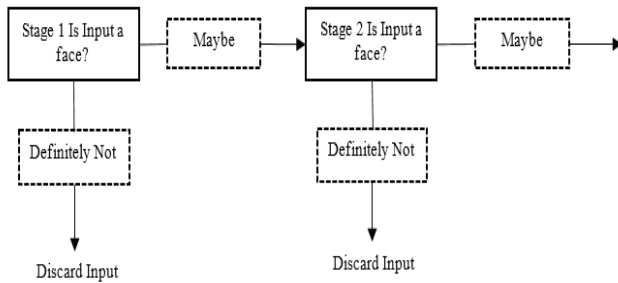 Stage 1 Is Input a
face?
Maybe
Stage 2 Is Input a
face?
Maybe
Definitely Not
Definitely Not
Discard Input
Discard Input